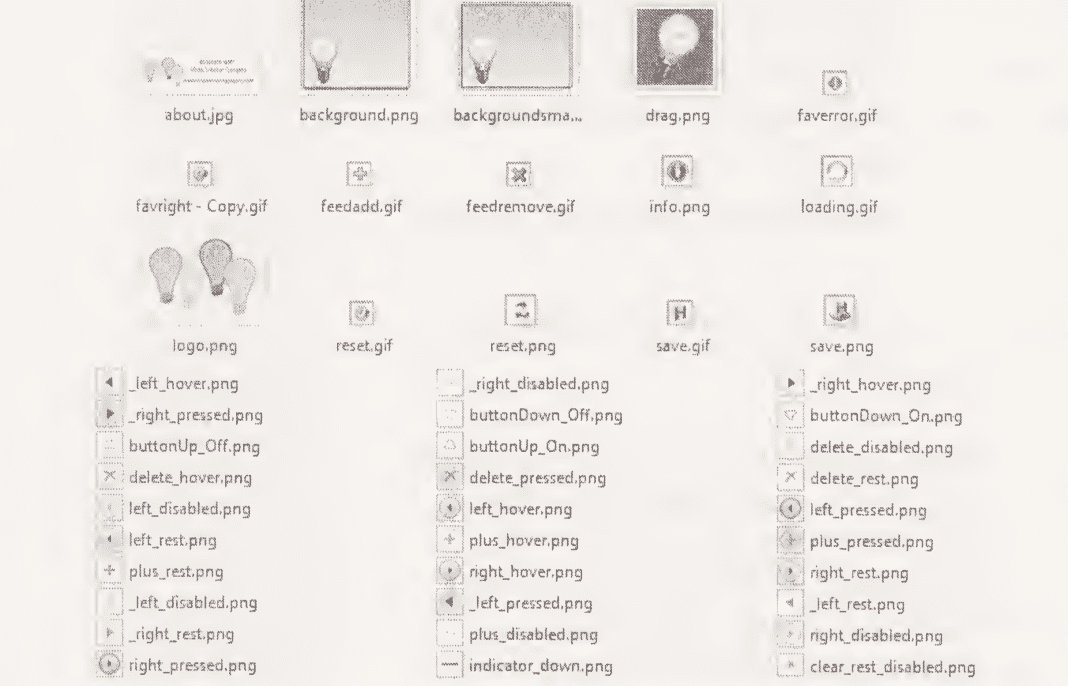 about.jpg background.png backgroundsma... drag.png faverror.gif
favright - Copy.gif feedadd.gif feedremove.gif info.png loading.gif
logo.png reset.gif reset.png save.gif save.png
_left_hover.png _right_disabled.png _right_hover.png
_right_pressed.png buttonDown_Off.png buttonDown_On.png
buttonUp_Off.png buttonUp_On.png delete_disabled.png
delete_hover.png delete_pressed.png delete_rest.png
left_disabled.png left_hover.png left_pressed.png
left_rest.png plus_hover.png plus_pressed.png
plus_rest.png right_hover.png right_rest.png
_left_disabled.png _left_pressed.png _left_rest.png
_right_rest.png plus_disabled.png right_disabled.png
right_pressed.png indicator_down.png clear_rest_disabled.png